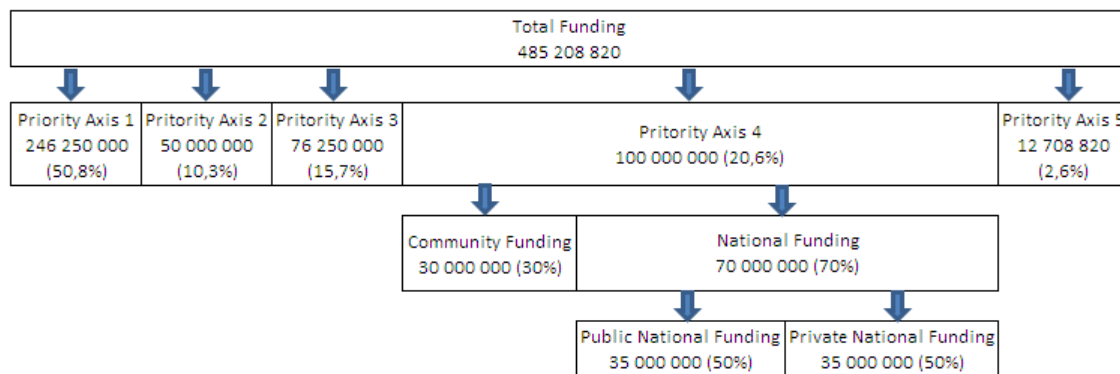 Total Funding
485 208 820
Priority Axis 1
246 250 000
(50,8%)
Pritority Axis 2
50 000 000
(10,3%)
Pritority Axis 3
76 250 000
(15,7%)
Pritority Axis 4
100 000 000 (20,6%)
Pritority Axis 5
12 708 820
(2,6%)
Community Funding
30 000 000 (30%)
National Funding
70 000 000 (70%)
Public National Funding
35 000 000 (50%)
Private National Funding
35 000 000 (50%)